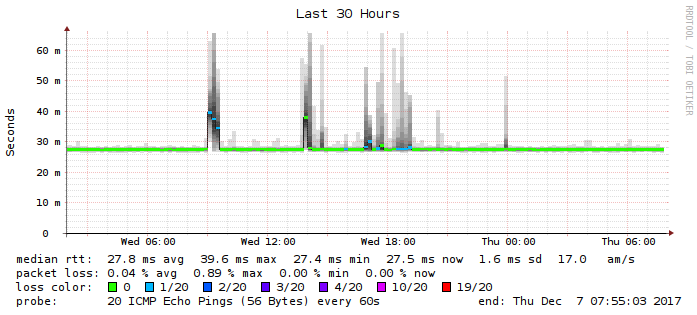 Last 30 Hours
RRDTOOL / TOBI OETIKER
Seconds
60 m
50 m
40 m
30 m
20 m
10 m
0
Wed 06:00 Wed 12:00 Wed 18:00 Thu 00:00 Thu 06:00
median rtt: 27.8 ms avg 39.6 ms max 27.4 ms min 27.5 ms now 1.6 ms sd 17.0 am/s
packet loss: 0.04 % avg 0.89 % max 0.00 % min 0.00 % now
loss color: 0 1/20 2/20 3/20 4/20 10/20 19/20
probe: 20 ICMP Echo Pings (56 Bytes) every 60s end: Thu Dec 7 07:55:03 2017